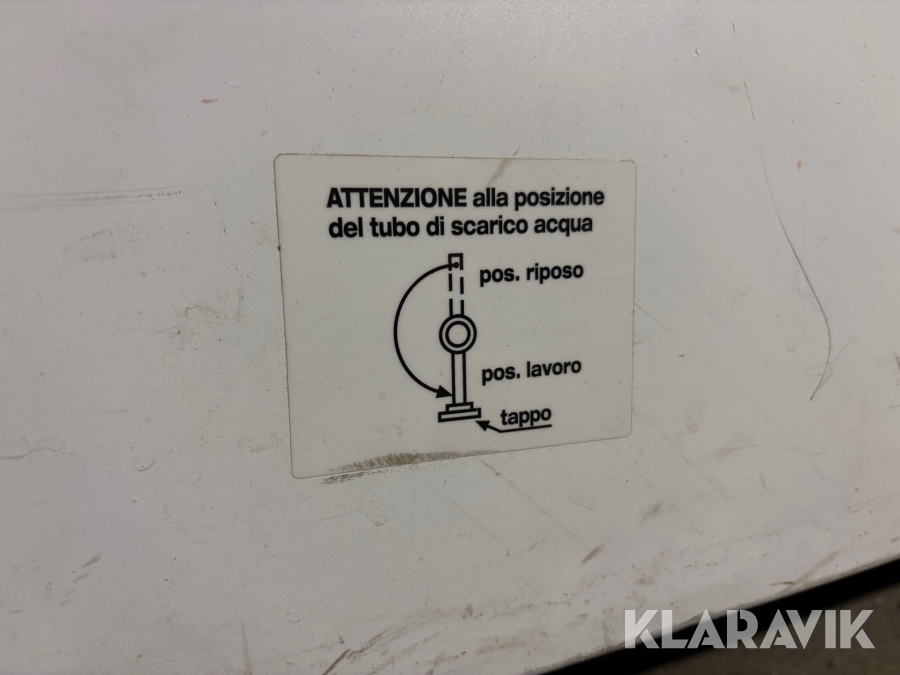 ATTENZIONE alla posizione
del tubo di scarico acqua
pos. riposo
pos. lavoro
tappo
KLARAVIK